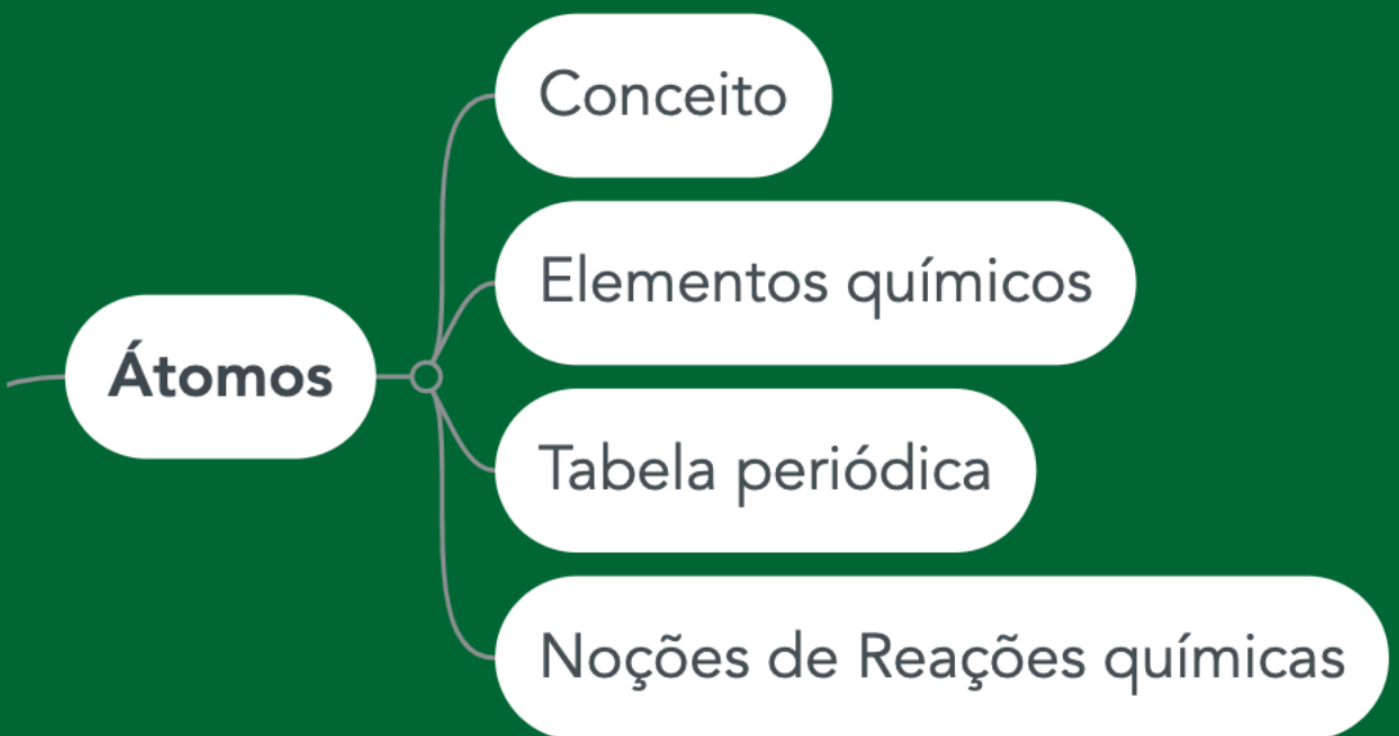 Conceito
Elementos químicos
Átomos
Tabela periódica
Noções de Reações químicas